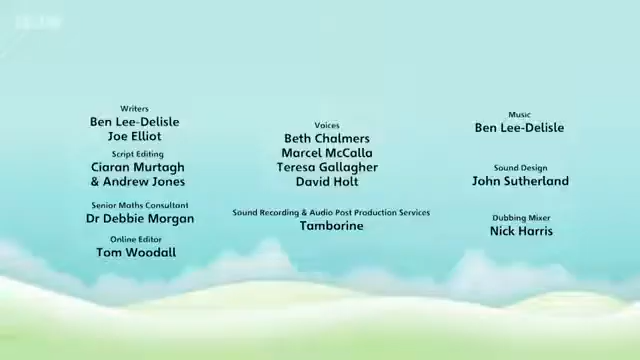 Writers
Ben Lee-Delisle
Joe Elliot
Script Editing
Ciaran Murtagh
& Andrew Jones
Senior Maths Consultant
Dr Debbie Morgan
Online Editor
Tom Woodall
Voices
Beth Chalmers
Marcel McCalla
Teresa Gallagher
David Holt
Sound Recording & Audio Post Production Services
Tamborine
Music
Ben Lee-Delisle
Sound Design
John Sutherland
Dubbing Mixer
Nick Harris